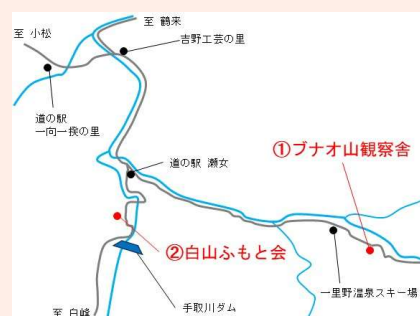 至 鶴来
至 小松
吉野工芸の里
道の駅
一向一揆の里
①ブナオ山観察舎
道の駅 瀬女
②白山ふもと会
一里野温泉スキー場
手取川ダム
至 白峰